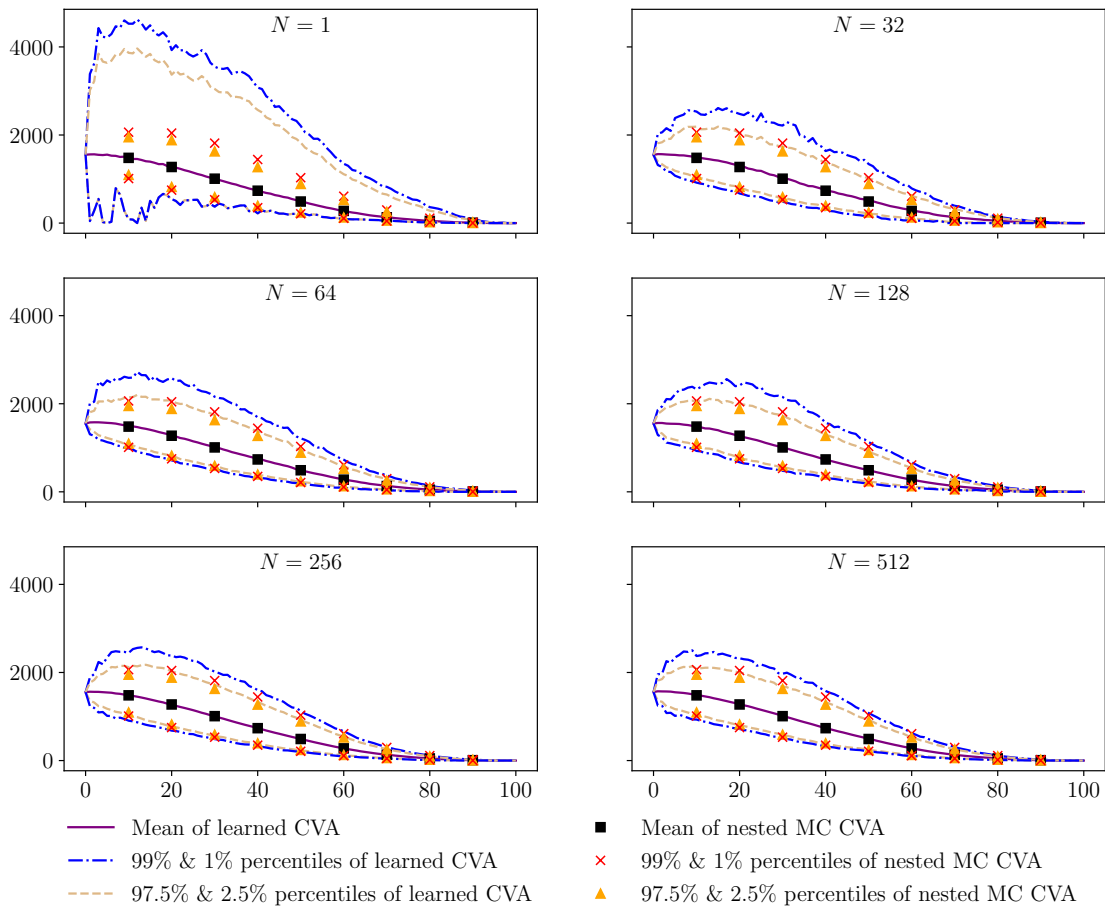 N = 1
N = 32
4000
2000
0
N = 64
N = 128
4000
2000
0
N = 256
N = 512
4000
2000
0
0 20 40 60 80 100
0 20 40 60 80 100
Mean of learned CVA
99% & 1% percentiles of learned CVA
97.5% & 2.5% percentiles of learned CVA
Mean of nested MC CVA
99% & 1% percentiles of nested MC CVA
97.5% & 2.5% percentiles of nested MC CVA